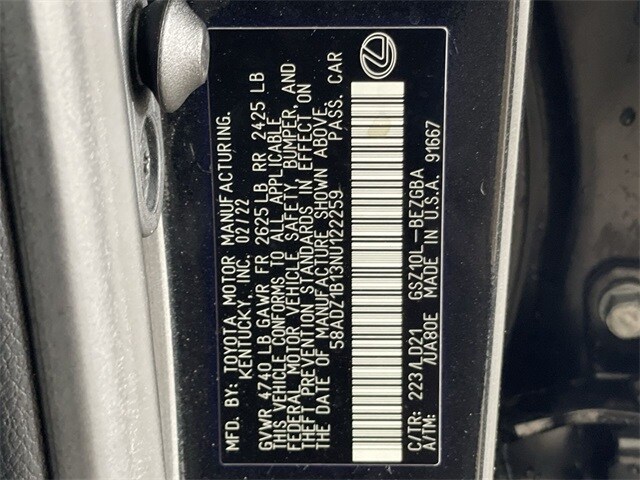 MFD. BY: TOYOTA MOTOR MANUFACTURING.
KENTUCKY, INC. 02/22
GVWR 4740 LB GAWR FR 2625 LB RR 2425 LB
THIS VEHICLE CONFORMS TO ALL APPLICABLE
FEDERAL MOTOR VEHICLE SAFETY, BUMPER, AND
THEFT PREVENTION STANDARDS IN EFFECT ON
THE DATE OF MANUFACTURE SHOWN ABOVE.
58ADZ1B13NU122259 PASS. CAR
C/TR: 223/LD21 GSZ10L-BEZGBA
A/TM: /UA80E MADE IN U.S.A. 91667